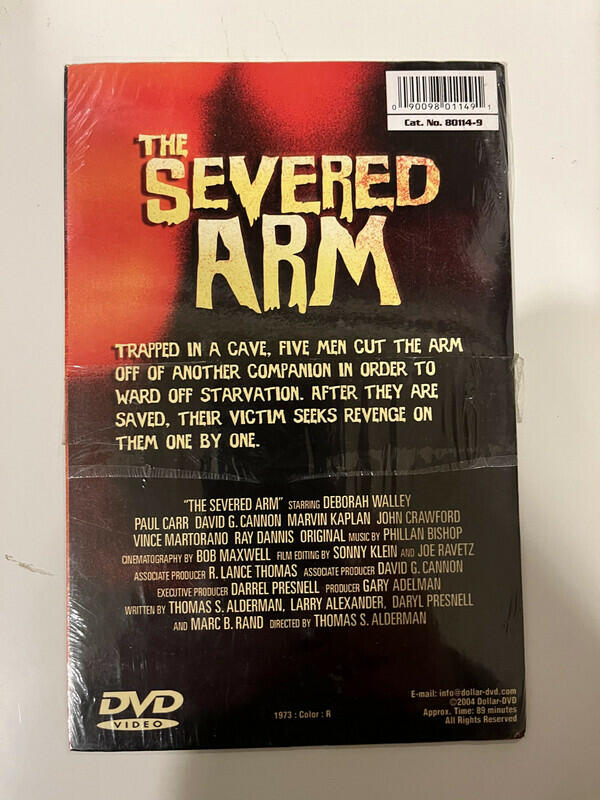 0 90098 01149 1
Cat. No. 80114-9
THE
SEVERED
ARM
TRAPPED IN A CAVE, FIVE MEN CUT THE ARM
OFF OF ANOTHER COMPANION IN ORDER TO
WARD OFF STARVATION. AFTER THEY ARE
SAVED, THEIR VICTIM SEEKS REVENGE ON
THEM ONE BY ONE.
"THE SEVERED ARM" STARRING DEBORAH WALLEY
PAUL CARR DAVID G. CANNON MARVIN KAPLAN JOHN CRAWFORD
VINCE MARTORANO RAY DANNIS ORIGINAL MUSIC BY PHILLAN BISHOP
CINEMATOGRAPHY BY BOB MAXWELL FILM EDITING BY SONNY KLEIN AND JOE RAVETZ
ASSOCIATE PRODUCER R. LANCE THOMAS ASSOCIATE PRODUCER DAVID G. CANNON
EXECUTIVE PRODUCER DARREL PRESNELL PRODUCER GARY ADELMAN
WRITTEN BY THOMAS S. ALDERMAN, LARRY ALEXANDER, DARYL PRESNELL
AND MARC B. RAND DIRECTED BY THOMAS S. ALDERMAN
DVD
VIDEO
1973 : Color : R
E-mail: info@dollar-dvd.com
©2004 Dollar-DVD
Approx. Time: 89 minutes
All Rights Reserved